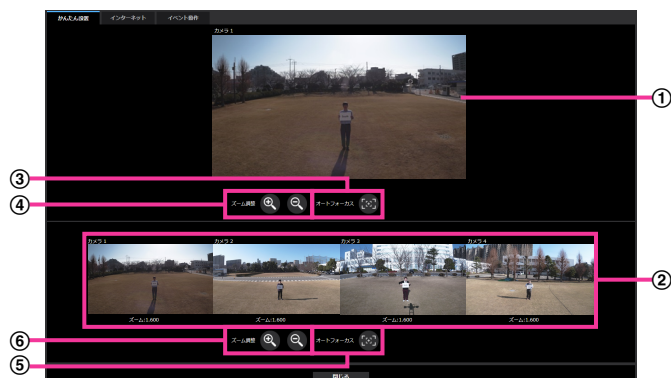 かんたん設置 インターネット イベント動作
カメラ 1
①
③
④
ズーム調整 オートフォーカス
カメラ 1 カメラ 2 カメラ 3 カメラ 4
②
ズーム:1.600 ズーム:1.600 ズーム:1.600 ズーム:1.600
⑥
ズーム調整 オートフォーカス
⑤
閉じる